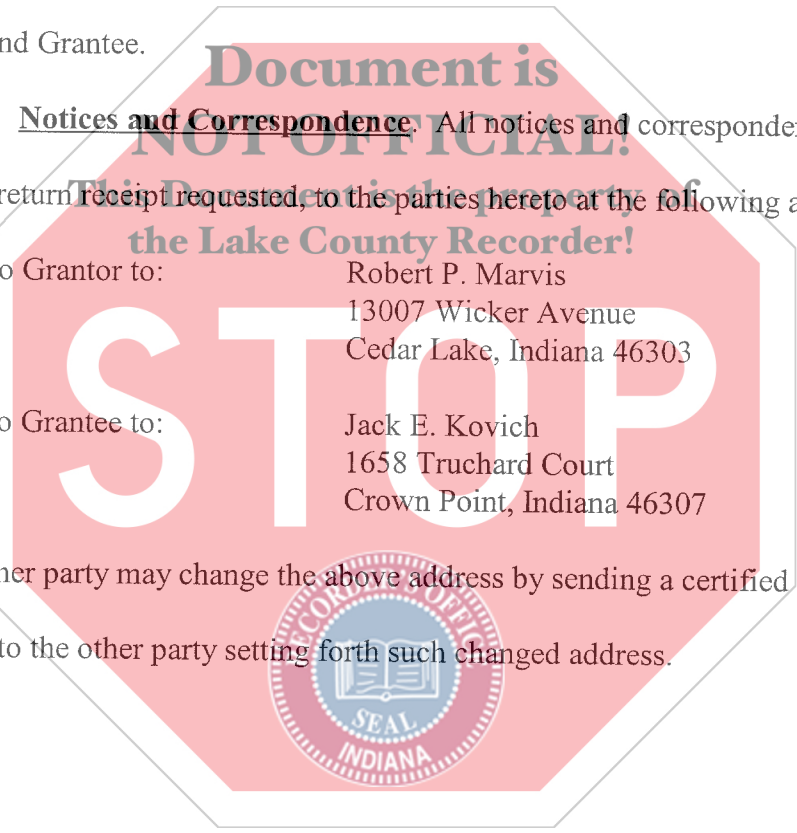 nd Grantee.
Document is
Notices and Correspondence. All notices and corresponde
NOT OFFICIAL!
return receipt requested, to the parties hereto at the following a
This Document is the property of
the Lake County Recorder!
o Grantor to: Robert P. Marvis
13007 Wicker Avenue
Cedar Lake, Indiana 46303
STOP
o Grantee to: Jack E. Kovich
1658 Truchard Court
Crown Point, Indiana 46307
her party may change the above address by sending a certified
RECORDER'S OFFICE
to the other party setting forth such changed address.
SEAL
INDIANA